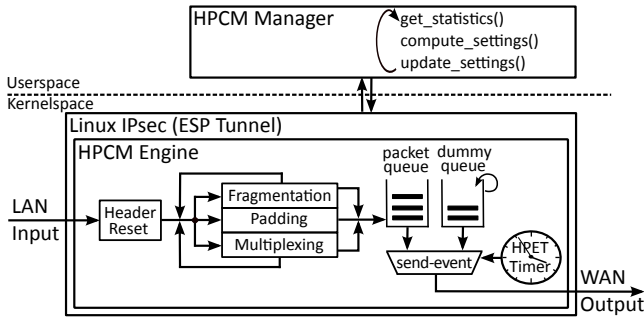 HPCM Manager
get_statistics()
compute_settings()
update_settings()
Userspace
Kernelspace
Linux IPsec (ESP Tunnel)
HPCM Engine
packet
queue
dummy
queue
LAN
Input
Header
Reset
Fragmentation
Padding
Multiplexing
send-event
HPET
Timer
WAN
Output